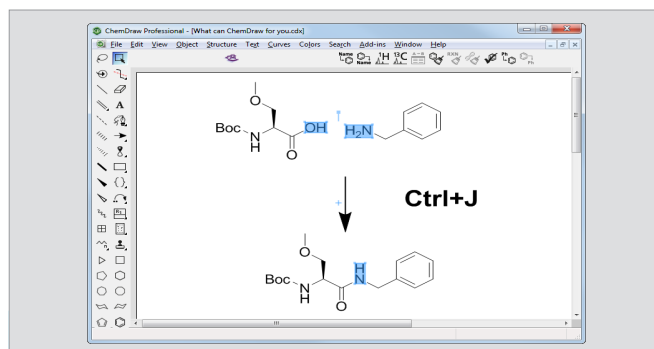 ChemDraw Professional - [What can ChemDraw for you.cdx]
File Edit View Object Structure Text Curves Colors Search Add-ins Window Help
O
Boc N H OH O
H2N
Ctrl+J
O
Boc N H H N O